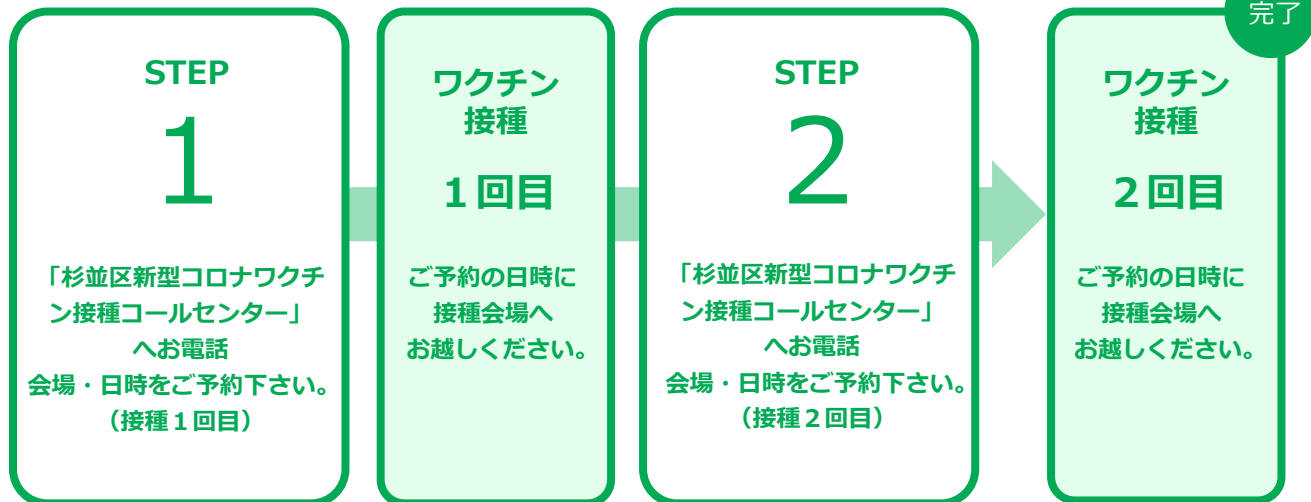 STEP
1
「杉並区新型コロナワクチ
ン接種コールセンター」
へお電話
会場・日時をご予約下さい。
（接種１回目）
ワクチン
接種
１回目
ご予約の日時に
接種会場へ
お越しください。
STEP
2
「杉並区新型コロナワクチ
ン接種コールセンター」
へお電話
会場・日時をご予約下さい。
（接種２回目）
完了
ワクチン
接種
２回目
ご予約の日時に
接種会場へ
お越しください。